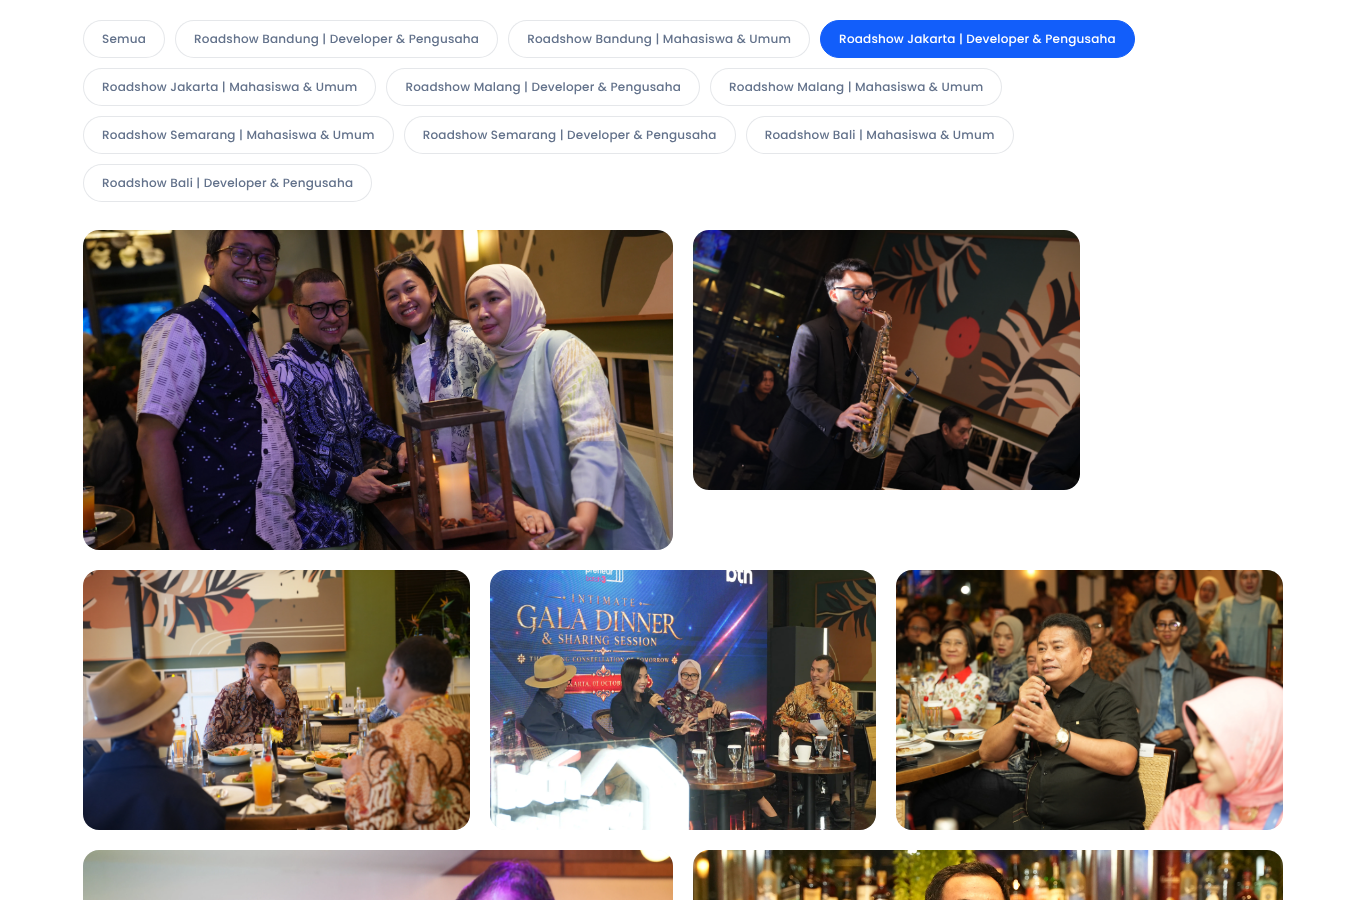 Semua
Roadshow Bandung | Developer & Pengusaha
Roadshow Bandung | Mahasiswa & Umum
Roadshow Jakarta | Developer & Pengusaha
Roadshow Jakarta | Mahasiswa & Umum
Roadshow Malang | Developer & Pengusaha
Roadshow Malang | Mahasiswa & Umum
Roadshow Semarang | Mahasiswa & Umum
Roadshow Semarang | Developer & Pengusaha
Roadshow Bali | Mahasiswa & Umum
Roadshow Bali | Developer & Pengusaha
btn
INTIMATE
GALA DINNER
& SHARING SESSION